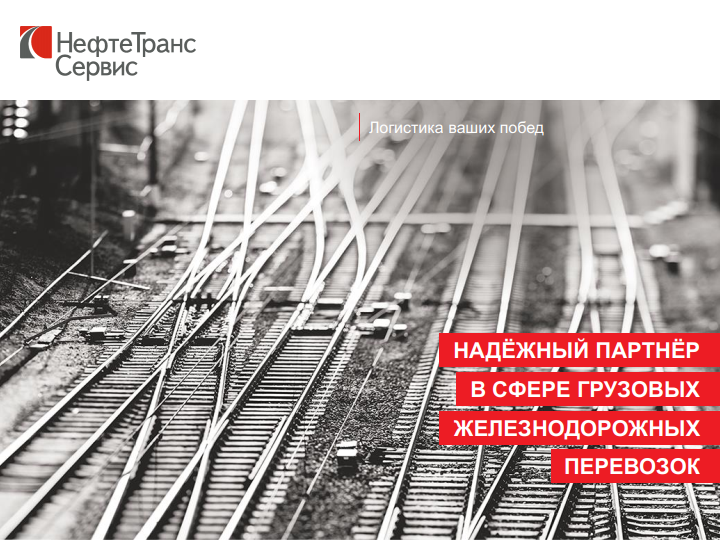 НефтеТранс
Сервис
Логистика ваших побед
НАДЁЖНЫЙ ПАРТНЁР
В СФЕРЕ ГРУЗОВЫХ
ЖЕЛЕЗНОДОРОЖНЫХ
ПЕРЕВОЗОК